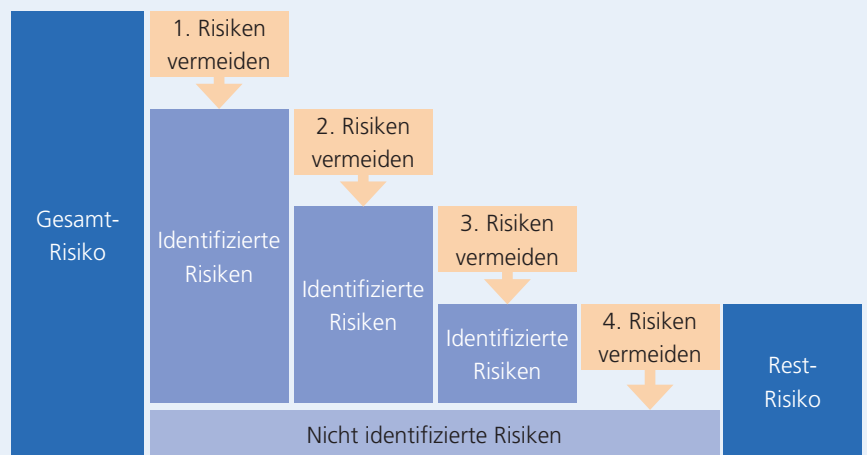 1. Risiken
vermeiden
2. Risiken
vermeiden
Gesamt-
Risiko
Identifizierte
Risiken
3. Risiken
vermeiden
Identifizierte
Risiken
4. Risiken
vermeiden
Identifizierte
Risiken
Rest-
Risiko
Nicht identifizierte Risiken